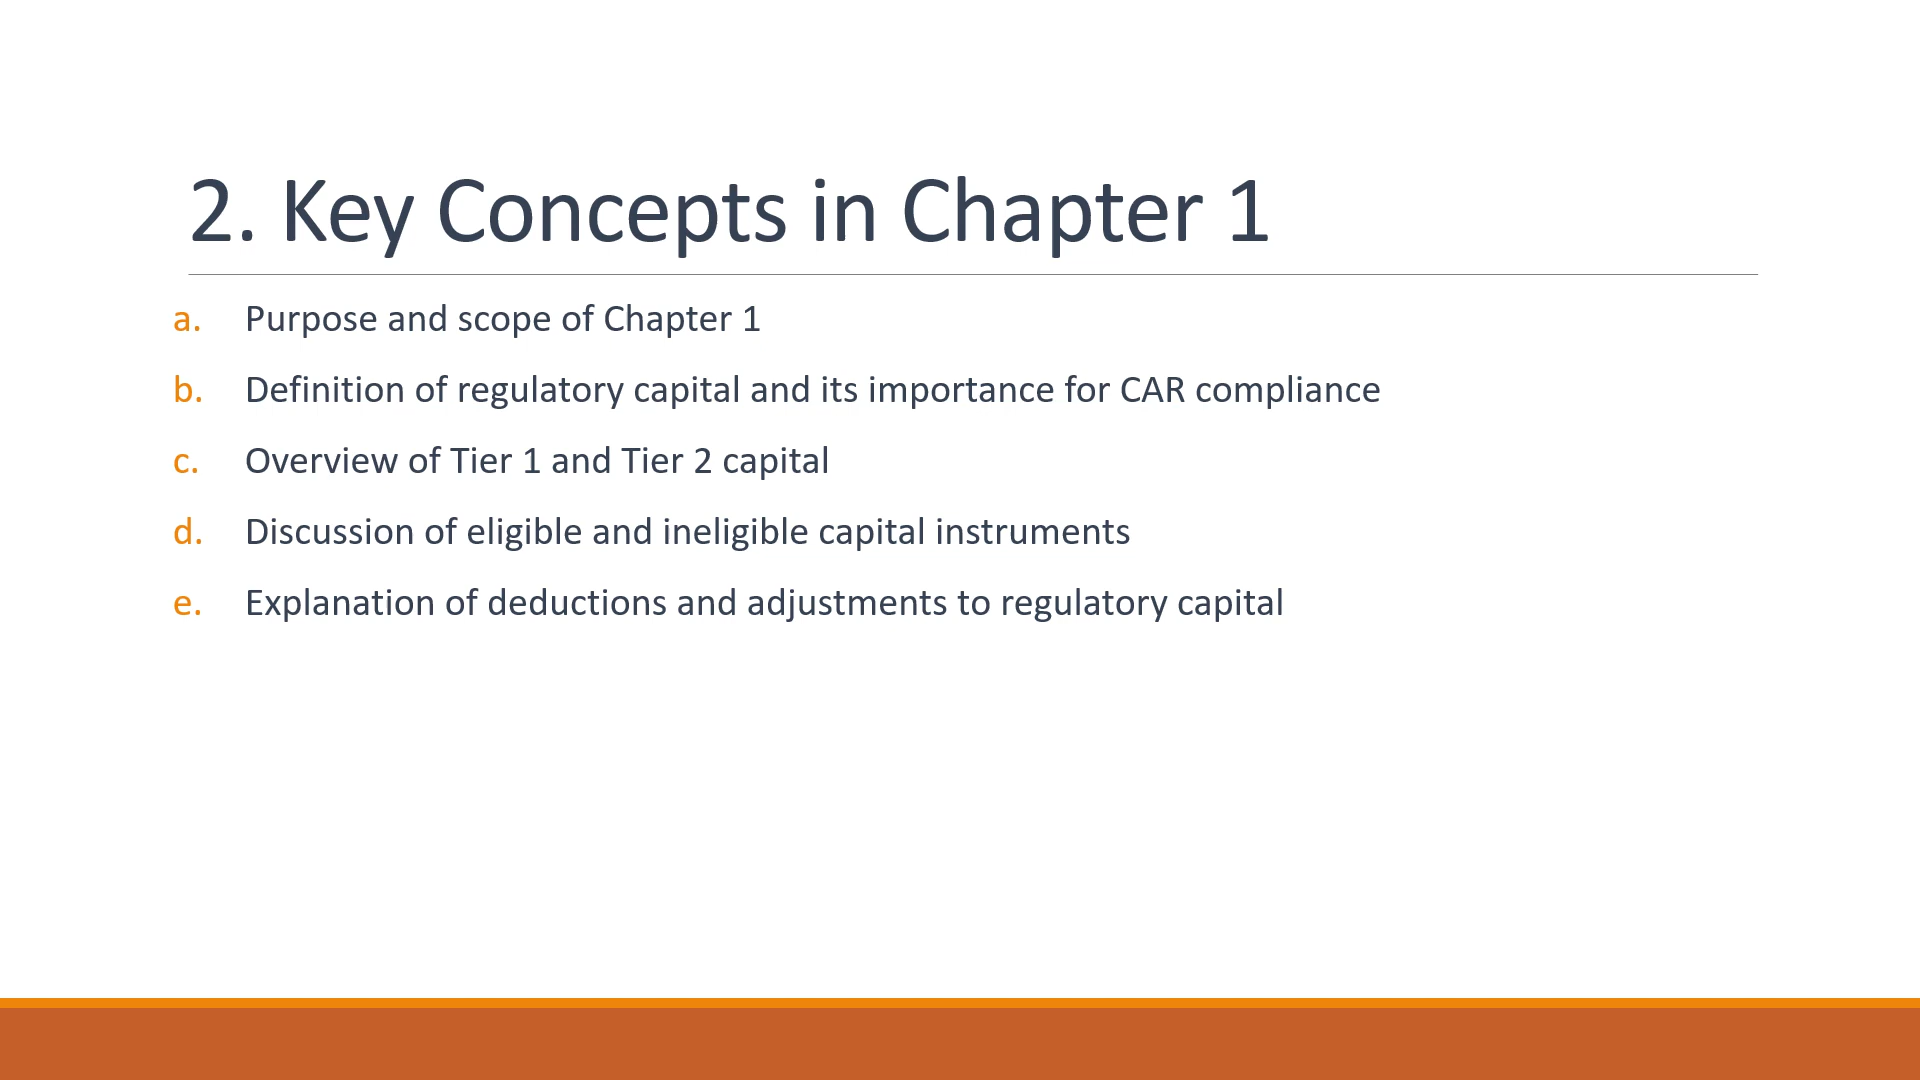 2. Key Concepts in Chapter 1
a. Purpose and scope of Chapter 1
b. Definition of regulatory capital and its importance for CAR compliance
c. Overview of Tier 1 and Tier 2 capital
d. Discussion of eligible and ineligible capital instruments
e. Explanation of deductions and adjustments to regulatory capital